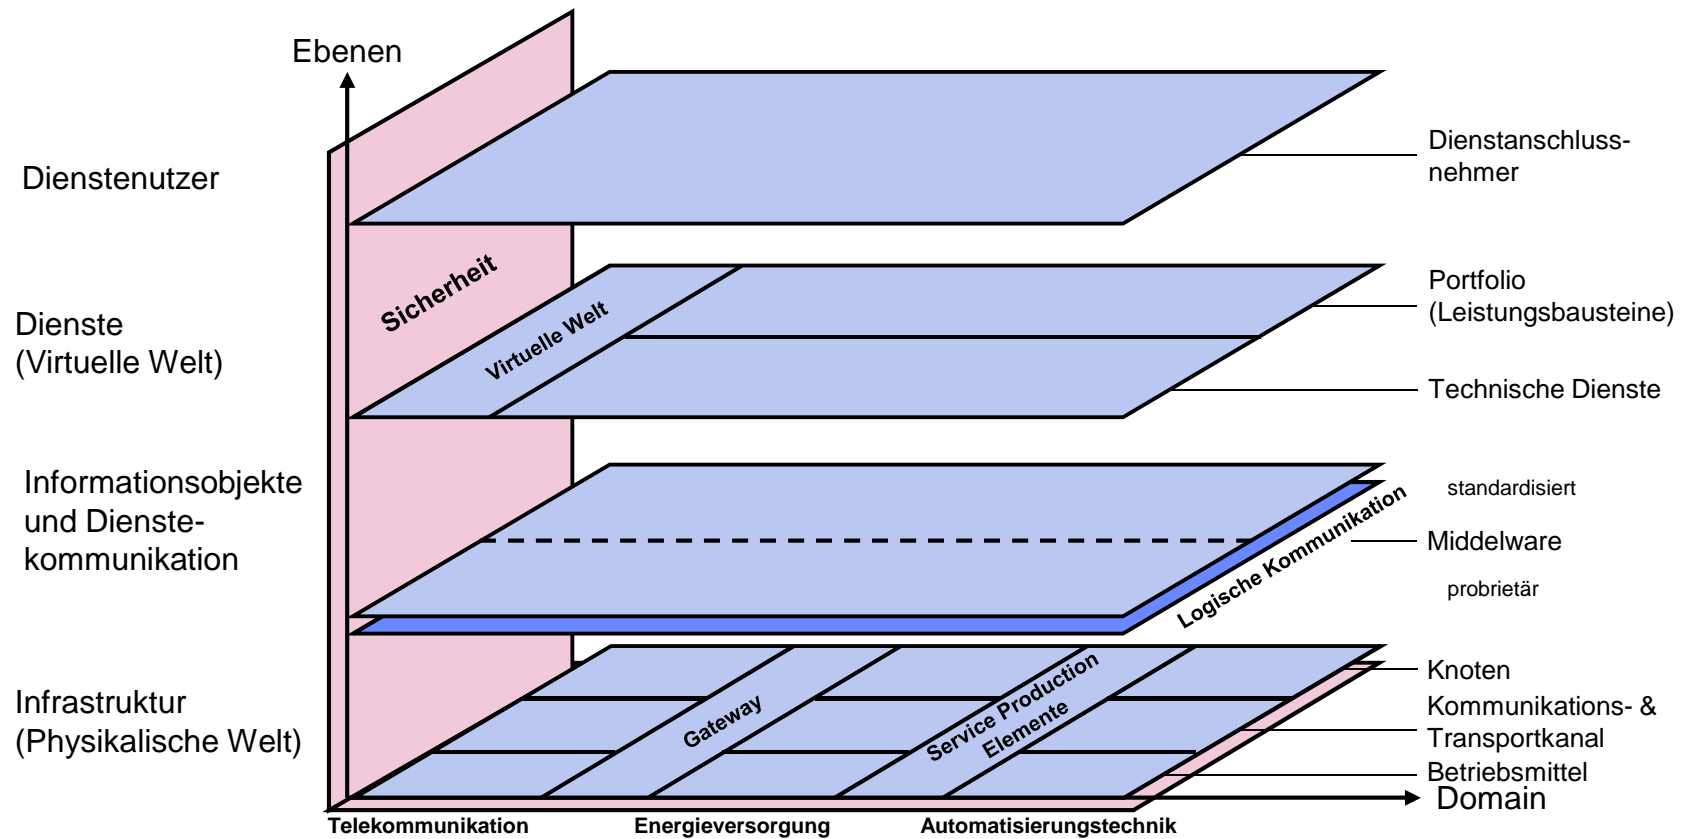 Ebenen
Dienstenutzer
Dienste
(Virtuelle Welt)
Informationsobjekte
und Dienste-
kommunikation
Infrastruktur
(Physikalische Welt)
Sicherheit
Virtuelle Welt
Logische Kommunikation
Gateway
Service Production
Elemente
Dienstanschluss-
nehmer
Portfolio
(Leistungsbausteine)
Technische Dienste
standardisiert
Middelware
probrietär
Knoten
Kommunikations- &
Transportkanal
Betriebsmittel
Domain
Telekommunikation
Energieversorgung
Automatisierungstechnik